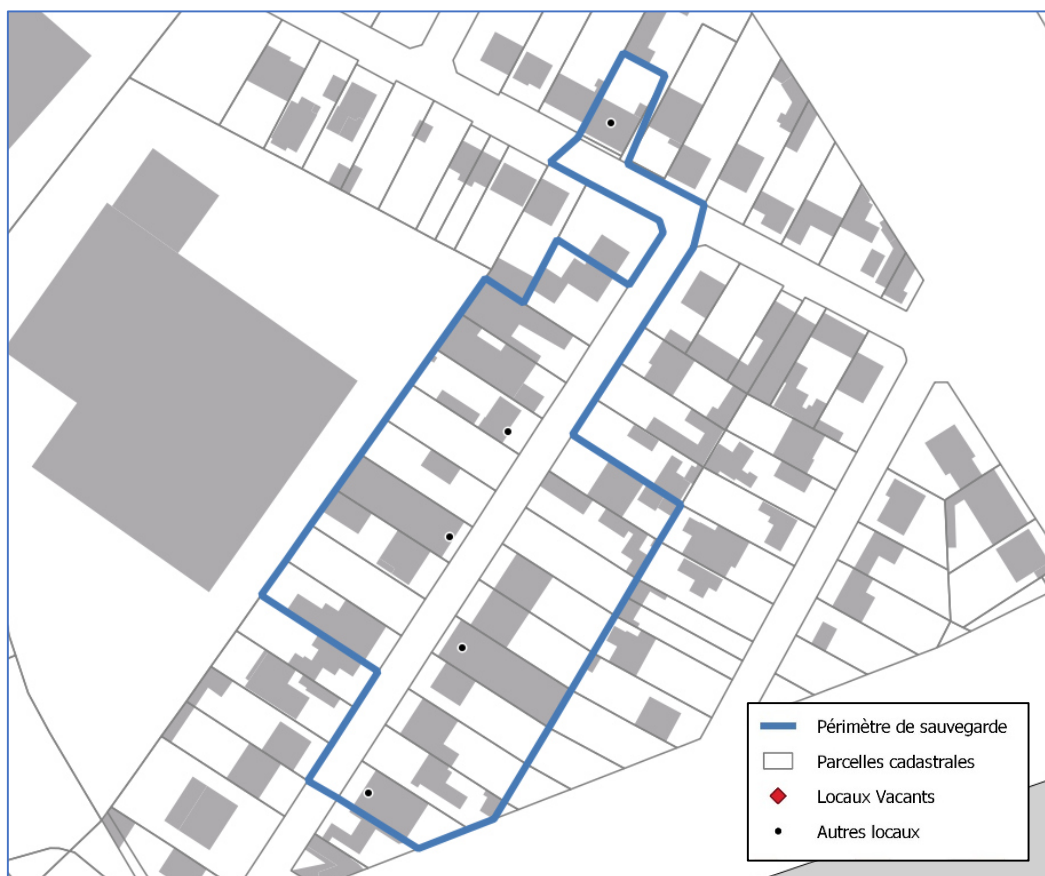 Périmètre de sauvegarde
Parcelles cadastrales
Locaux Vacants
Autres locaux